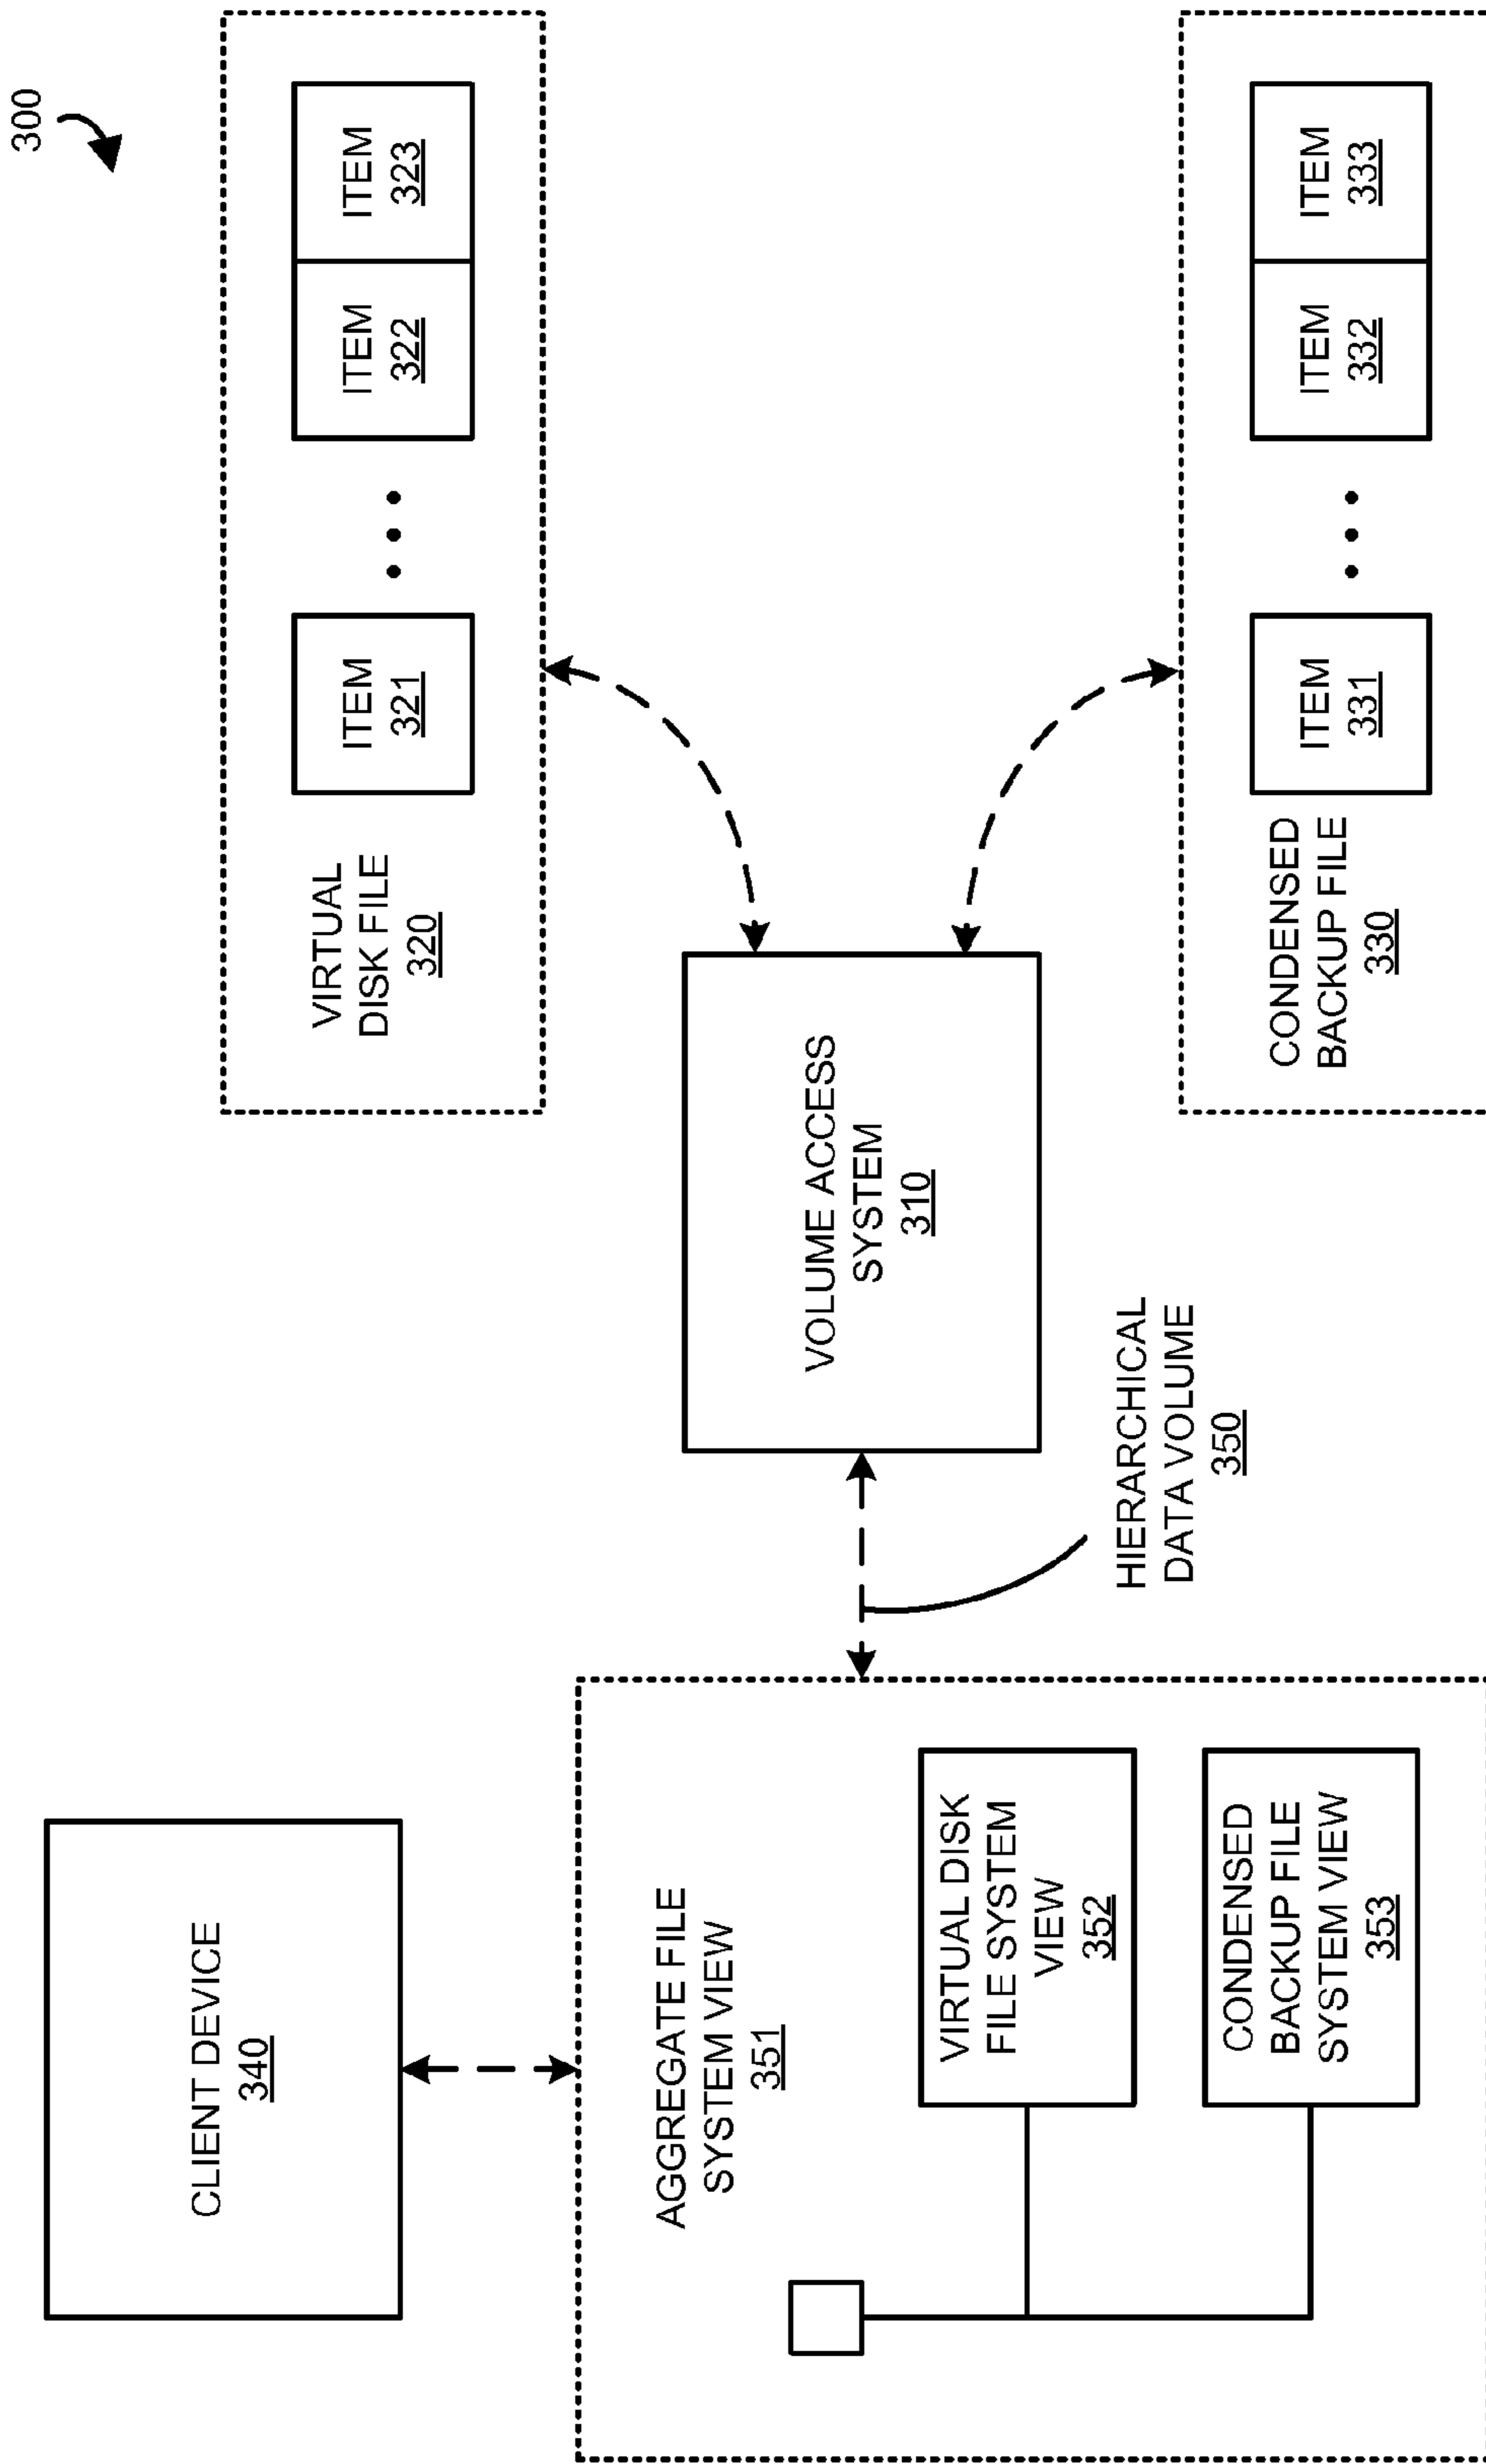 300
CLIENT DEVICE
340
AGGREGATE FILE
SYSTEM VIEW
351
VIRTUAL DISK
FILE SYSTEM
VIEW
352
CONDENSED
BACKUP FILE
SYSTEM VIEW
353
HIERARCHICAL
DATA VOLUME
350
VOLUME ACCESS
SYSTEM
310
VIRTUAL
DISK FILE
320
ITEM
321
ITEM
322
ITEM
323
CONDENSED
BACKUP FILE
330
ITEM
331
ITEM
332
ITEM
333